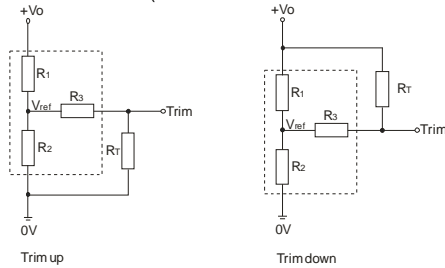 +Vo
R1
Vref
R3
Trim
R2
RT
0V
Trim up
+Vo
R1
RT
Vref
R3
Trim
R2
0V
Trim down